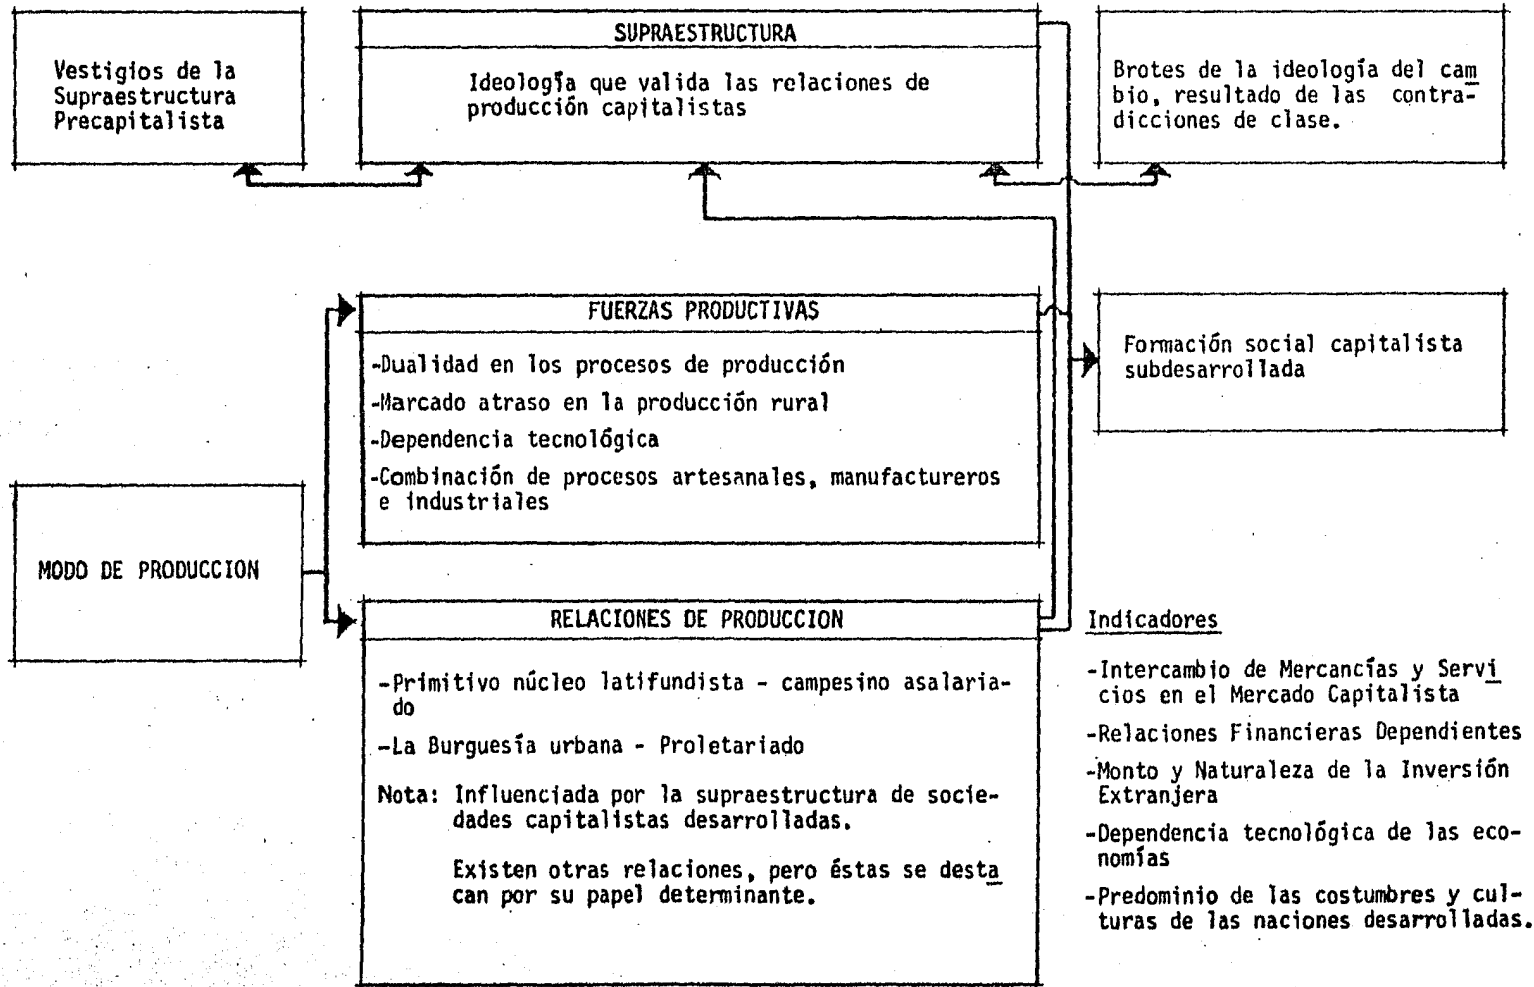 Vestigios de la
Supraestructura
Precapitalista
SUPRAESTRUCTURA
Ideología que valida las relaciones de
producción capitalistas
Brotes de la ideología del cam
bio, resultado de las contra-
dicciones de clase.
FUERZAS PRODUCTIVAS
-Dualidad en los procesos de producción
-Marcado atraso en la producción rural
-Dependencia tecnológica
-Combinación de procesos artesanales, manufactureros
e industriales
Formación social capitalista
subdesarrollada
MODO DE PRODUCCION
RELACIONES DE PRODUCCION
-Primitivo núcleo latifundista - campesino asalaria-
do
-La Burguesía urbana - Proletariado
Nota: Influenciada por la supraestructura de socie-
dades capitalistas desarrolladas.
Existen otras relaciones, pero éstas se desta
can por su papel determinante.
Indicadores
-Intercambio de Mercancías y Servi
cios en el Mercado Capitalista
-Relaciones Financieras Dependientes
-Monto y Naturaleza de la Inversión
Extranjera
-Dependencia tecnológica de las eco-
nomías
-Predominio de las costumbres y cul-
turas de las naciones desarrolladas.